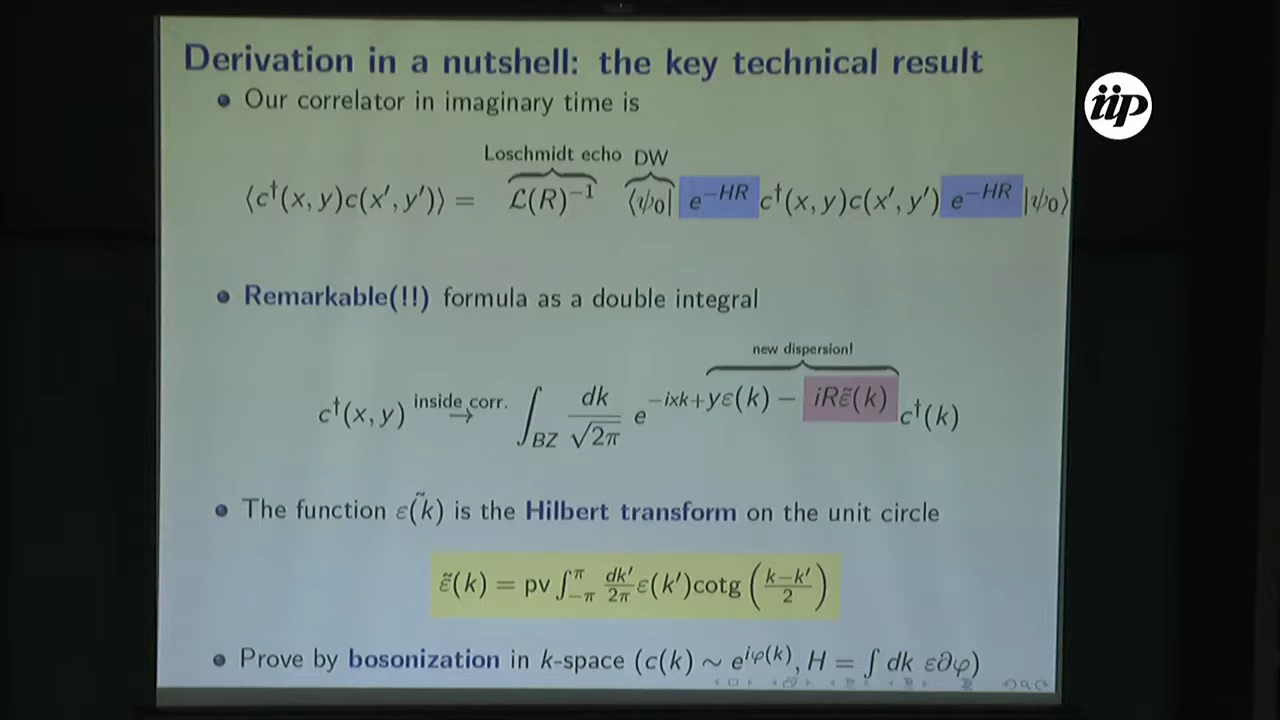 Derivation in a nutshell: the key technical result
Our correlator in imaginary time is
Loschmidt echo DW
⟨c†(x, y)c(x′, y′)⟩ = ℒ(R)⁻¹ ⟨ψ₀| e^{−HR} c†(x, y)c(x′, y′) e^{−HR} |ψ₀⟩
Remarkable(!!) formula as a double integral
new dispersion!
c†(x, y) inside corr. → ∫_{BZ} dk/√2π e^{−ixk+yε(k) − iRε̃(k)} c†(k)
The function ε̃(k) is the Hilbert transform on the unit circle
ε̃(k) = pv ∫_{−π}^{π} dk′/2π ε(k′)cotg (k−k′/2)
Prove by bosonization in k-space (c(k) ∼ e^{iφ(k)}, H = ∫ dk ε∂φ)
iip